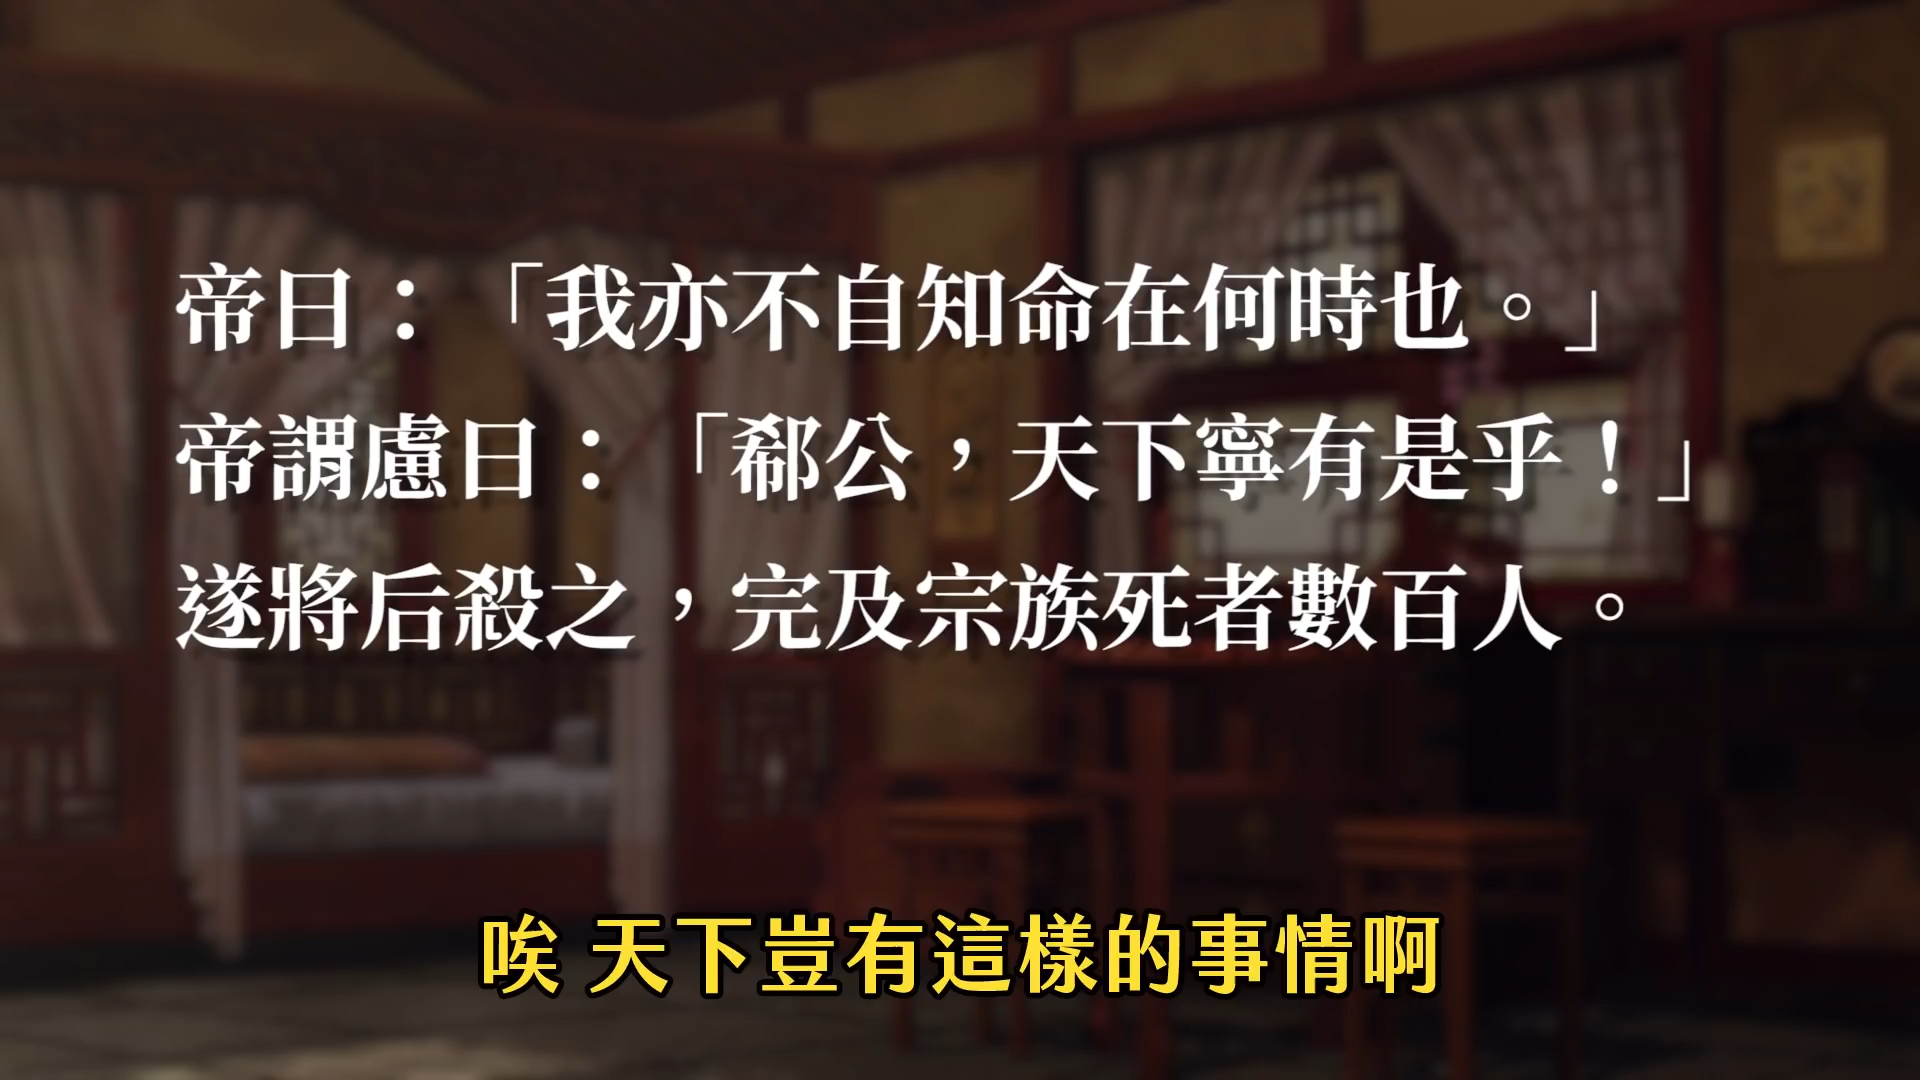 帝曰：「我亦不自知命在何時也。」
帝謂慮曰：「郗公，天下寧有是乎！」
遂將后殺之，完及宗族死者數百人。
唉 天下豈有這樣的事情啊